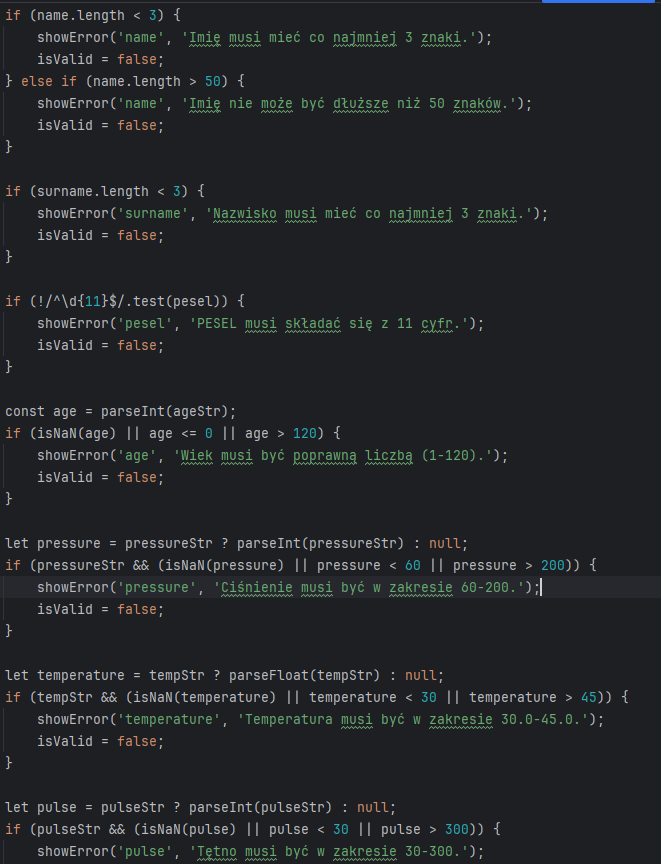 if (name.length < 3) {
    showError('name', 'Imię musi mieć co najmniej 3 znaki.');
    isValid = false;
} else if (name.length > 50) {
    showError('name', 'Imię nie może być dłuższe niż 50 znaków.');
    isValid = false;
}

if (surname.length < 3) {
    showError('surname', 'Nazwisko musi mieć co najmniej 3 znaki.');
    isValid = false;
}

if (!/^\d{11}$/.test(pesel)) {
    showError('pesel', 'PESEL musi składać się z 11 cyfr.');
    isValid = false;
}

const age = parseInt(ageStr);
if (isNaN(age) || age <= 0 || age > 120) {
    showError('age', 'Wiek musi być poprawną liczbą (1-120).');
    isValid = false;
}

let pressure = pressureStr ? parseInt(pressureStr) : null;
if (pressureStr && (isNaN(pressure) || pressure < 60 || pressure > 200)) {
    showError('pressure', 'Ciśnienie musi być w zakresie 60-200.');
    isValid = false;
}

let temperature = tempStr ? parseFloat(tempStr) : null;
if (tempStr && (isNaN(temperature) || temperature < 30 || temperature > 45)) {
    showError('temperature', 'Temperatura musi być w zakresie 30.0-45.0.');
    isValid = false;
}

let pulse = pulseStr ? parseInt(pulseStr) : null;
if (pulseStr && (isNaN(pulse) || pulse < 30 || pulse > 300)) {
    showError('pulse', 'Tętno musi być w zakresie 30-300.');